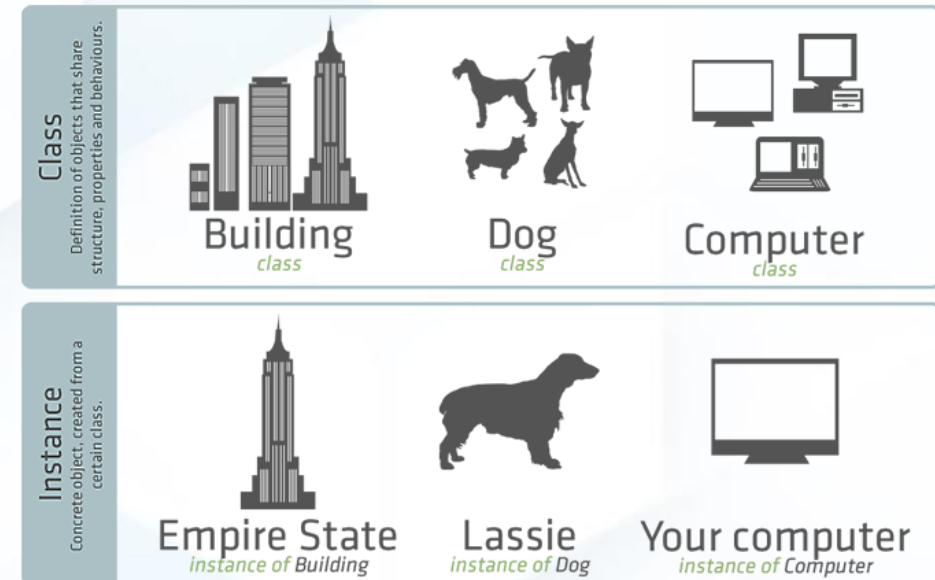 Class
Definition of objects that share
structure, properties and behaviours.
Building
class
Dog
class
Computer
class
Instance
Concrete object, created from a
certain class.
Empire State
instance of Building
Lassie
instance of Dog
Your computer
instance of Computer